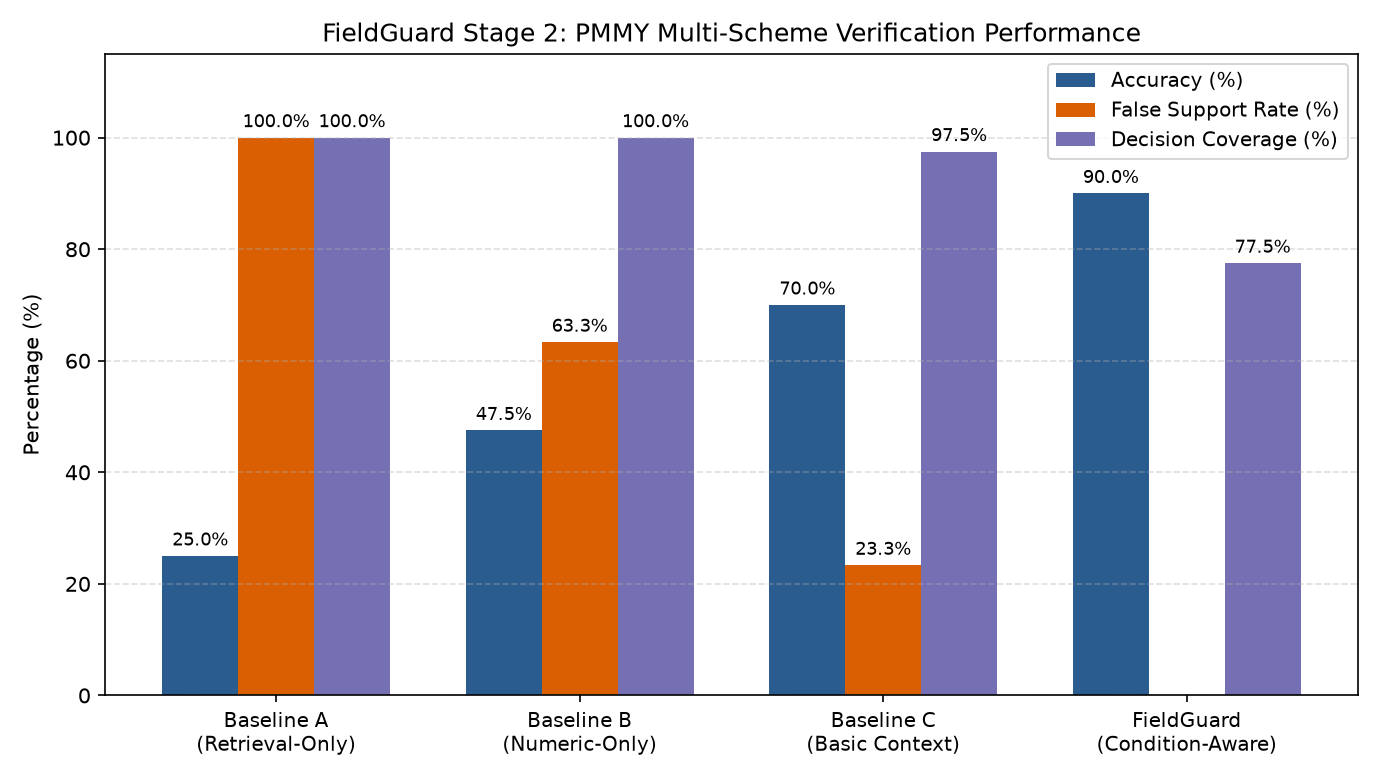 FieldGuard Stage 2: PMMY Multi-Scheme Verification Performance
Accuracy (%)
False Support Rate (%)
Decision Coverage (%)
Percentage (%)
100
80
60
40
20
0
25.0%
100.0%
100.0%
47.5%
63.3%
100.0%
70.0%
23.3%
97.5%
90.0%
77.5%
Baseline A
(Retrieval-Only)
Baseline B
(Numeric-Only)
Baseline C
(Basic Context)
FieldGuard
(Condition-Aware)